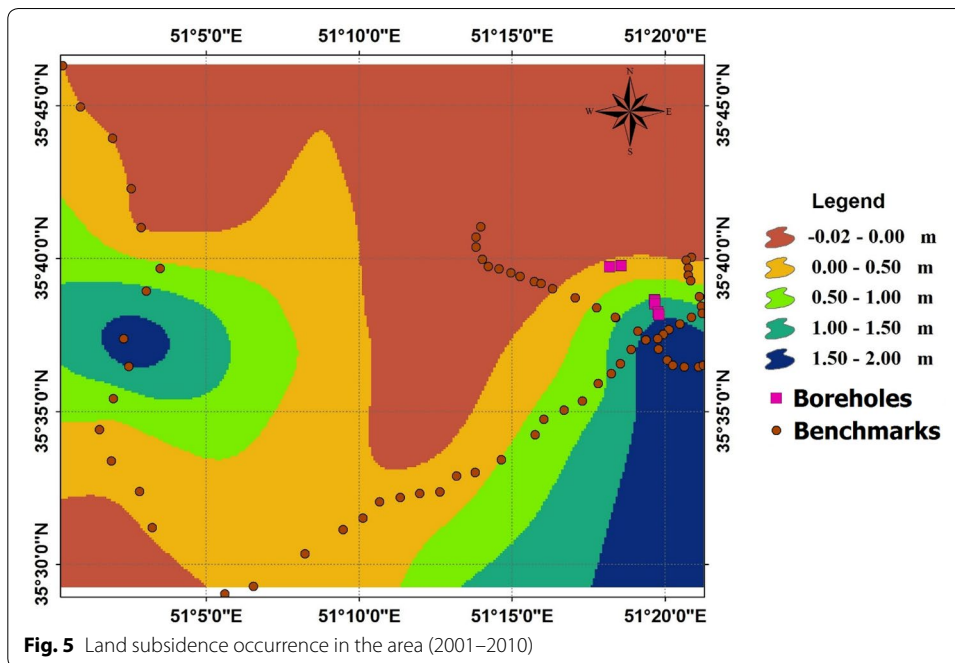 51°5'0"E 51°10'0"E 51°15'0"E 51°20'0"E
35°45'0"N 35°45'0"N
N
W E
S
Legend
-0.02 - 0.00 m
35°40'0"N 35°40'0"N
0.00 - 0.50 m
0.50 - 1.00 m
1.00 - 1.50 m
1.50 - 2.00 m
35°35'0"N 35°35'0"N
Boreholes
Benchmarks
35°30'0"N 35°30'0"N
51°5'0"E 51°10'0"E 51°15'0"E 51°20'0"E
Fig. 5 Land subsidence occurrence in the area (2001–2010)